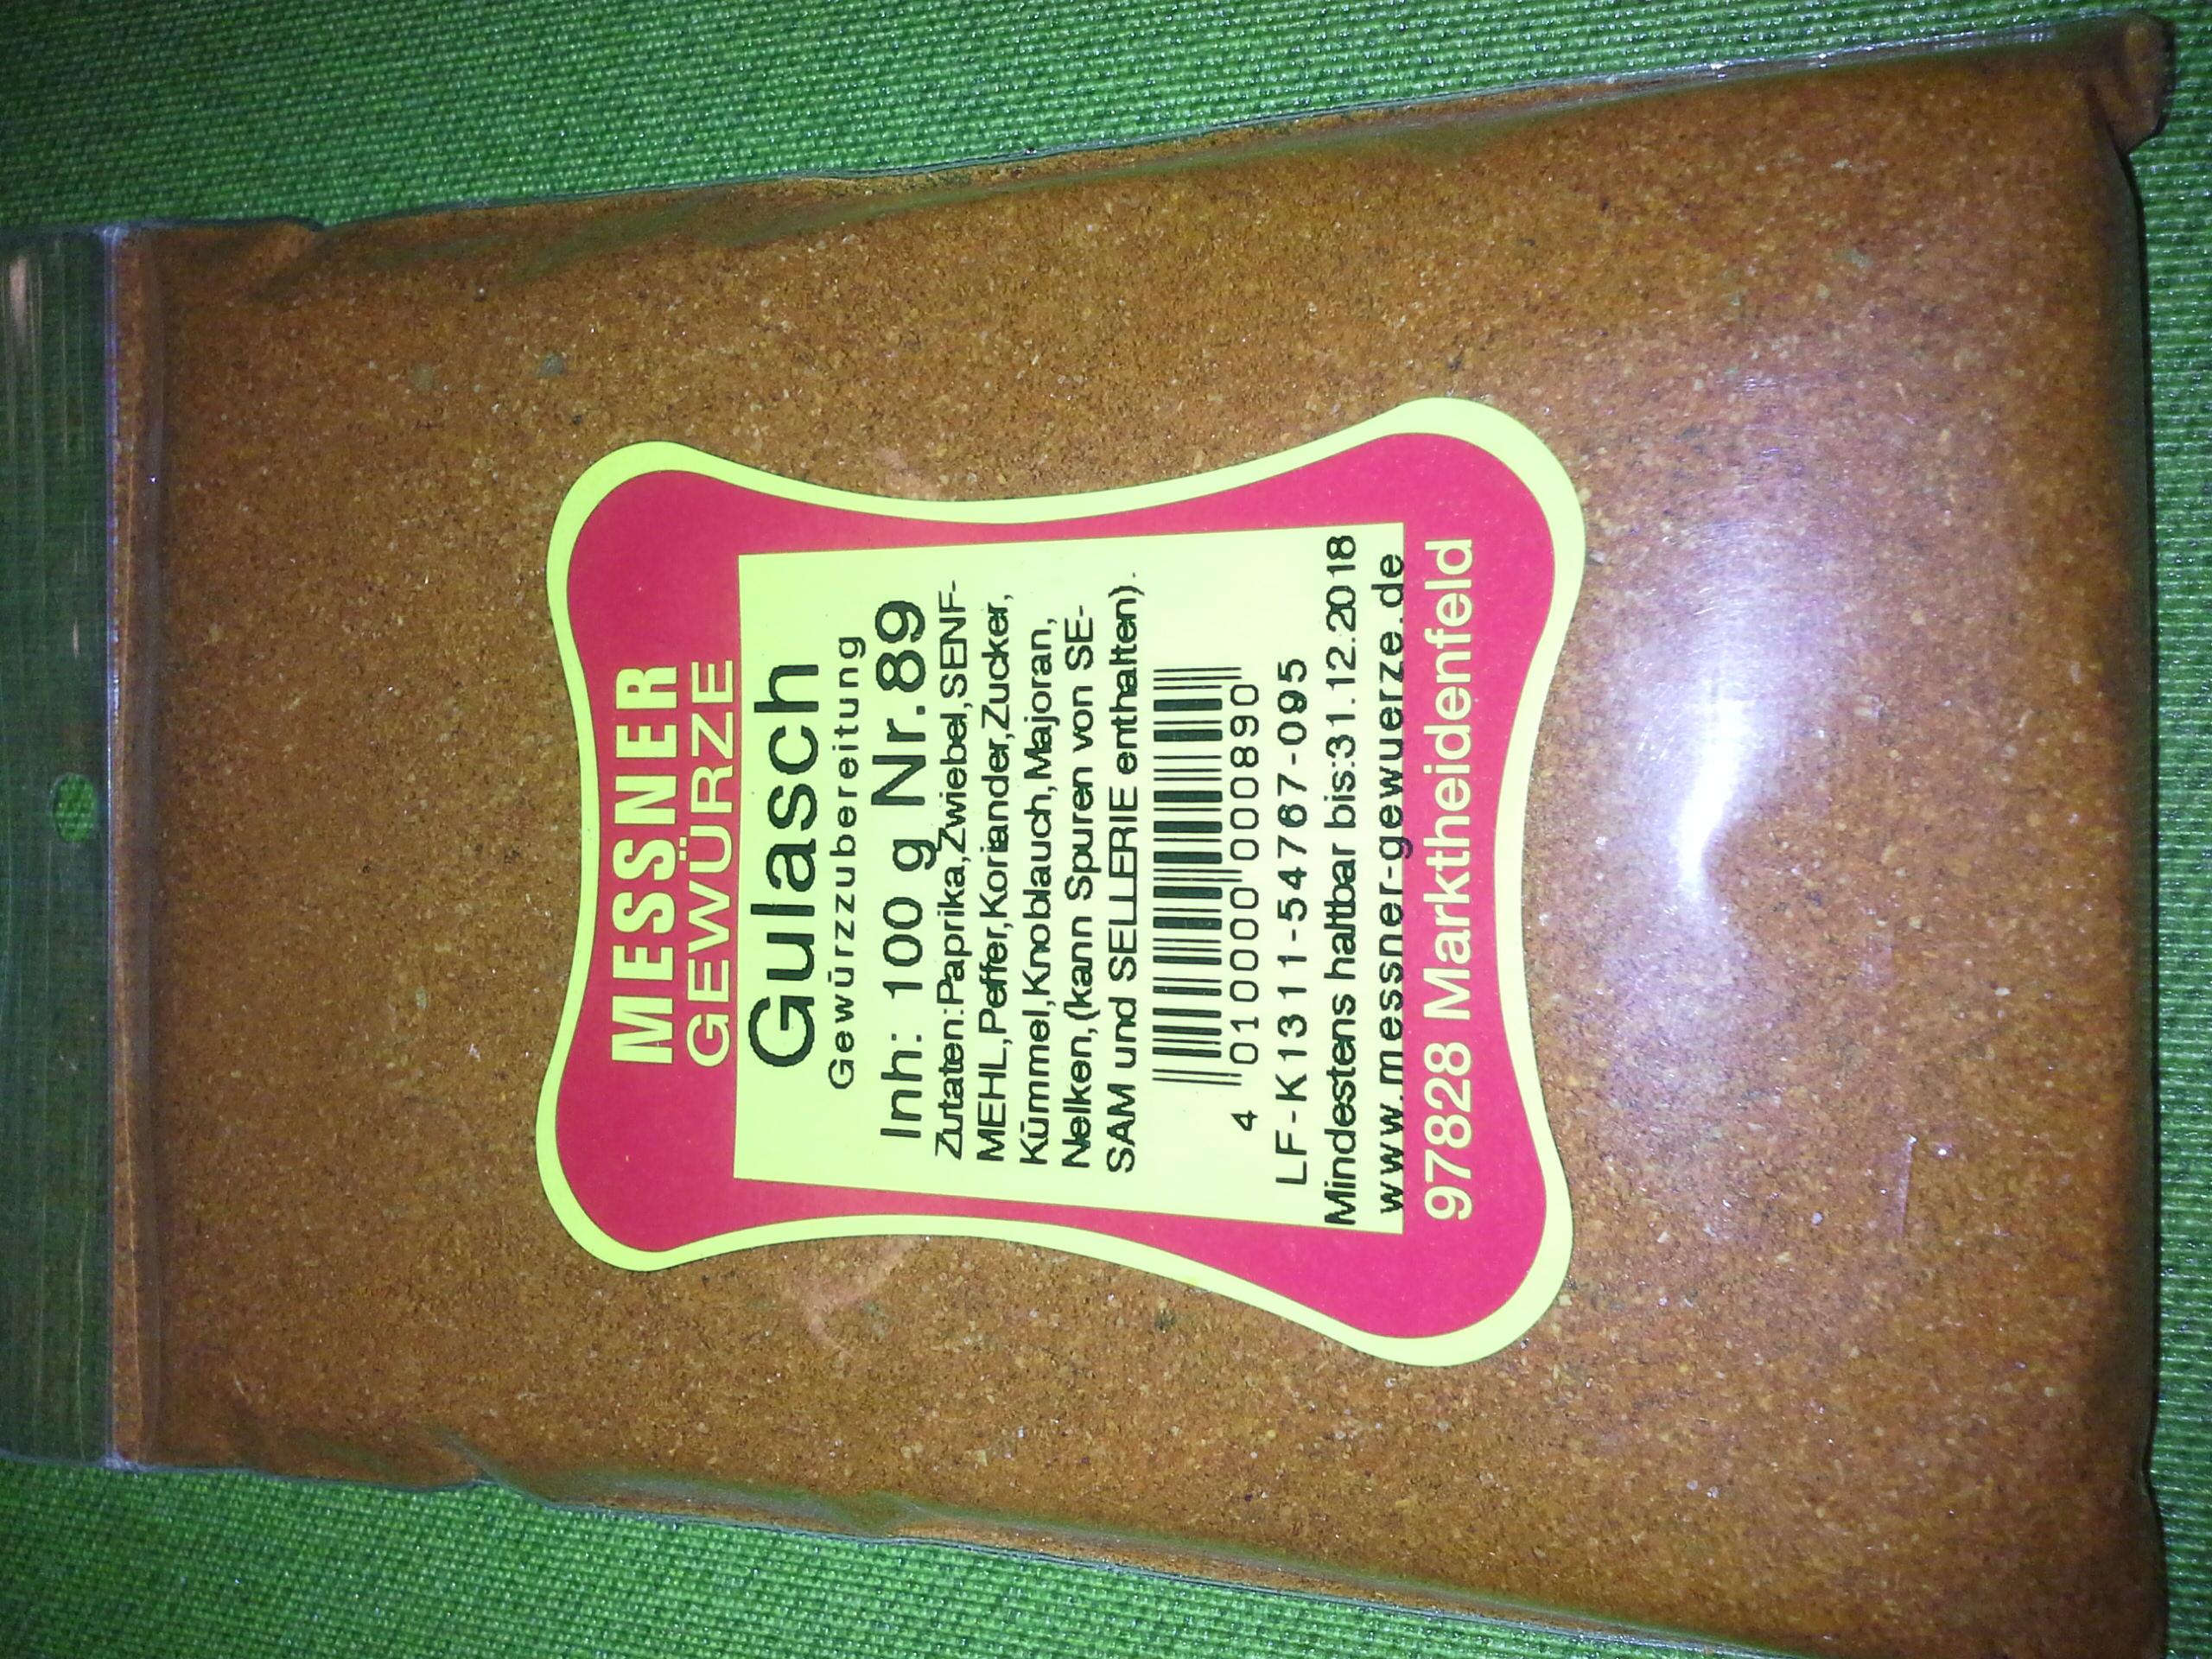 MESSNER
GEWÜRZE
Gulasch
Gewürzzubereitung
Inh: 100 g Nr.89
Zutaten:Paprika,Zwiebel,SENF-
MEHL,Pfeffer,Koriander,Zucker,
Kümmel,Knoblauch,Majoran,
Nelken,(kann Spuren von SE-
SAM und SELLERIE enthalten).
4 010000 000890
LF-K1311-54767-095
Mindestens haltbar bis:31.12.2018
www.messner-gewuerze.de
97828 Marktheidenfeld